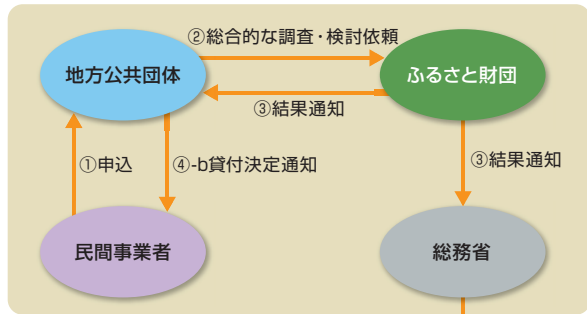 ②総合的な調査・検討依頼
地方公共団体
ふるさと財団
③結果通知
①申込
④-b貸付決定通知
③結果通知
民間事業者
総務省